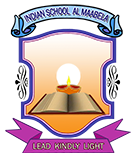 INDIAN SCHOOL AL MAABELA
LEAD KINDLY LIGHT